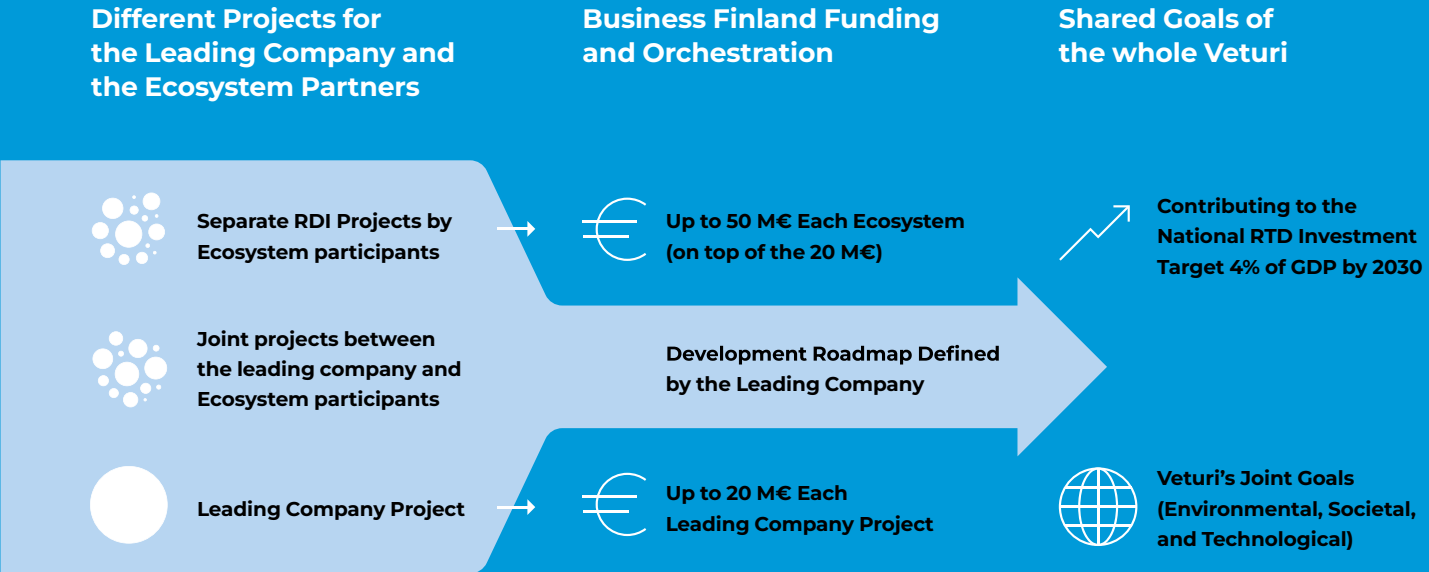 Different Projects for
the Leading Company and
the Ecosystem Partners
Business Finland Funding
and Orchestration
Shared Goals of
the whole Veturi
Separate RDI Projects by
Ecosystem participants
Up to 50 M€ Each Ecosystem
(on top of the 20 M€)
Contributing to the
National RTD Investment
Target 4% of GDP by 2030
Joint projects between
the leading company and
Ecosystem participants
Development Roadmap Defined
by the Leading Company
Leading Company Project
Up to 20 M€ Each
Leading Company Project
Veturi’s Joint Goals
(Environmental, Societal,
and Technological)